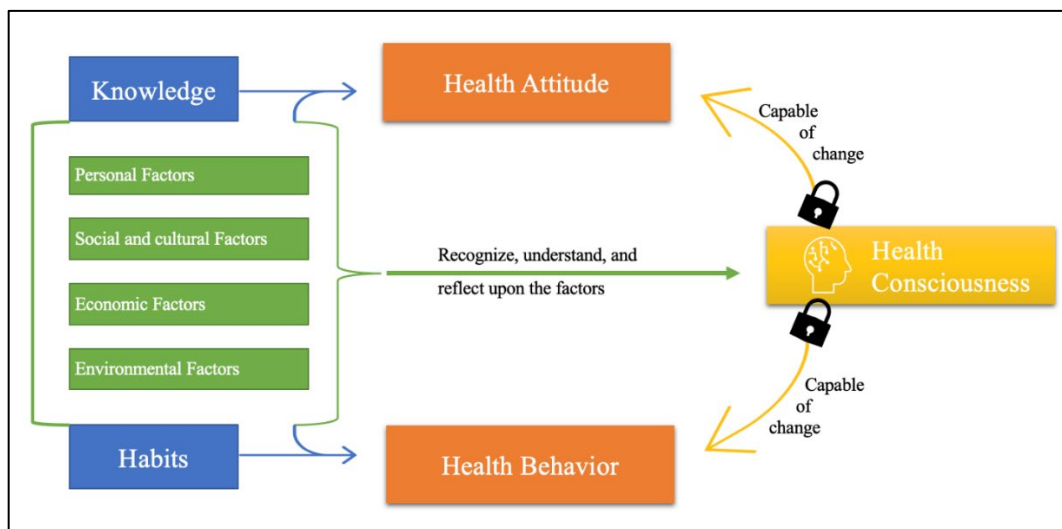 Knowledge
Health Attitude
Capable
of
change
Personal Factors
Social and cultural Factors
Economic Factors
Environmental Factors
Recognize, understand, and
reflect upon the factors
Health
Consciousness
Capable
of
change
Habits
Health Behavior